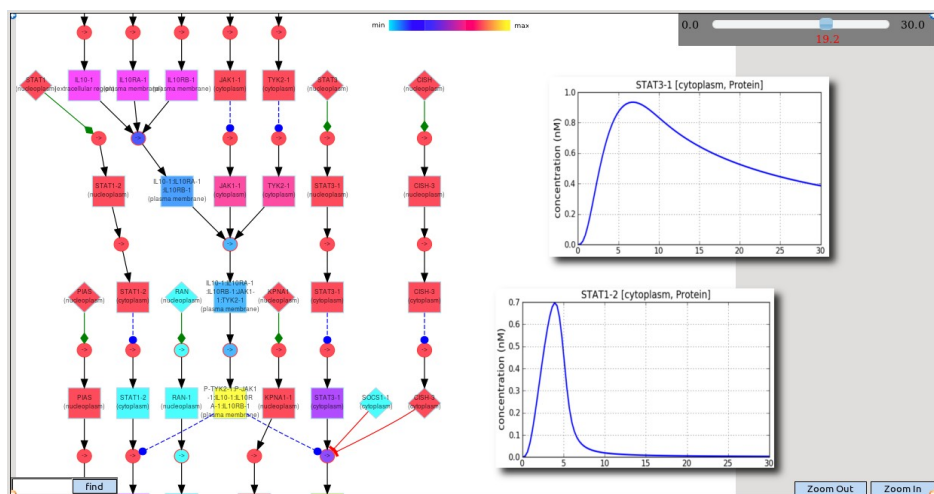 min
max
0.0
30.0
19.2
STAT1
(nucleoplasm)
IL10-1
(extracellular region)
IL10RA-1
(plasma membrane)
IL10RB-1
(plasma membrane)
JAK1-1
(cytoplasm)
TYK2-1
(cytoplasm)
STAT3
(nucleoplasm)
CISH
(nucleoplasm)
STAT1-2
(nucleoplasm)
IL10-1:IL10RA-1
:IL10RB-1
(plasma membrane)
JAK1-1
(cytoplasm)
TYK2-1
(cytoplasm)
STAT3-1
(nucleoplasm)
CISH-3
(nucleoplasm)
PIAS
(nucleoplasm)
STAT1-2
(cytoplasm)
RAN
(nucleoplasm)
IL10-1:IL10RA-1
:IL10RB-1:JAK1-
1:TYK2-1
(plasma membrane)
KPNA1
(nucleoplasm)
STAT3-1
(cytoplasm)
CISH-3
(cytoplasm)
PIAS
(nucleoplasm)
STAT1-2
(cytoplasm)
RAN-1
(nucleoplasm)
P-TYK2-1:P-JAK1
-1:IL10-1:IL10R
A-1:IL10RB-1
(plasma membrane)
KPNA1-1
(nucleoplasm)
STAT3-1
(cytoplasm)
SOCS1-1
(cytoplasm)
CISH-3
(cytoplasm)
STAT3-1 [cytoplasm, Protein]
concentration (nM)
1.0
0.8
0.6
0.4
0.2
0.0
0 5 10 15 20 25 30
STAT1-2 [cytoplasm, Protein]
concentration (nM)
0.7
0.6
0.5
0.4
0.3
0.2
0.1
0.0
0 5 10 15 20 25 30
find
Zoom Out
Zoom In